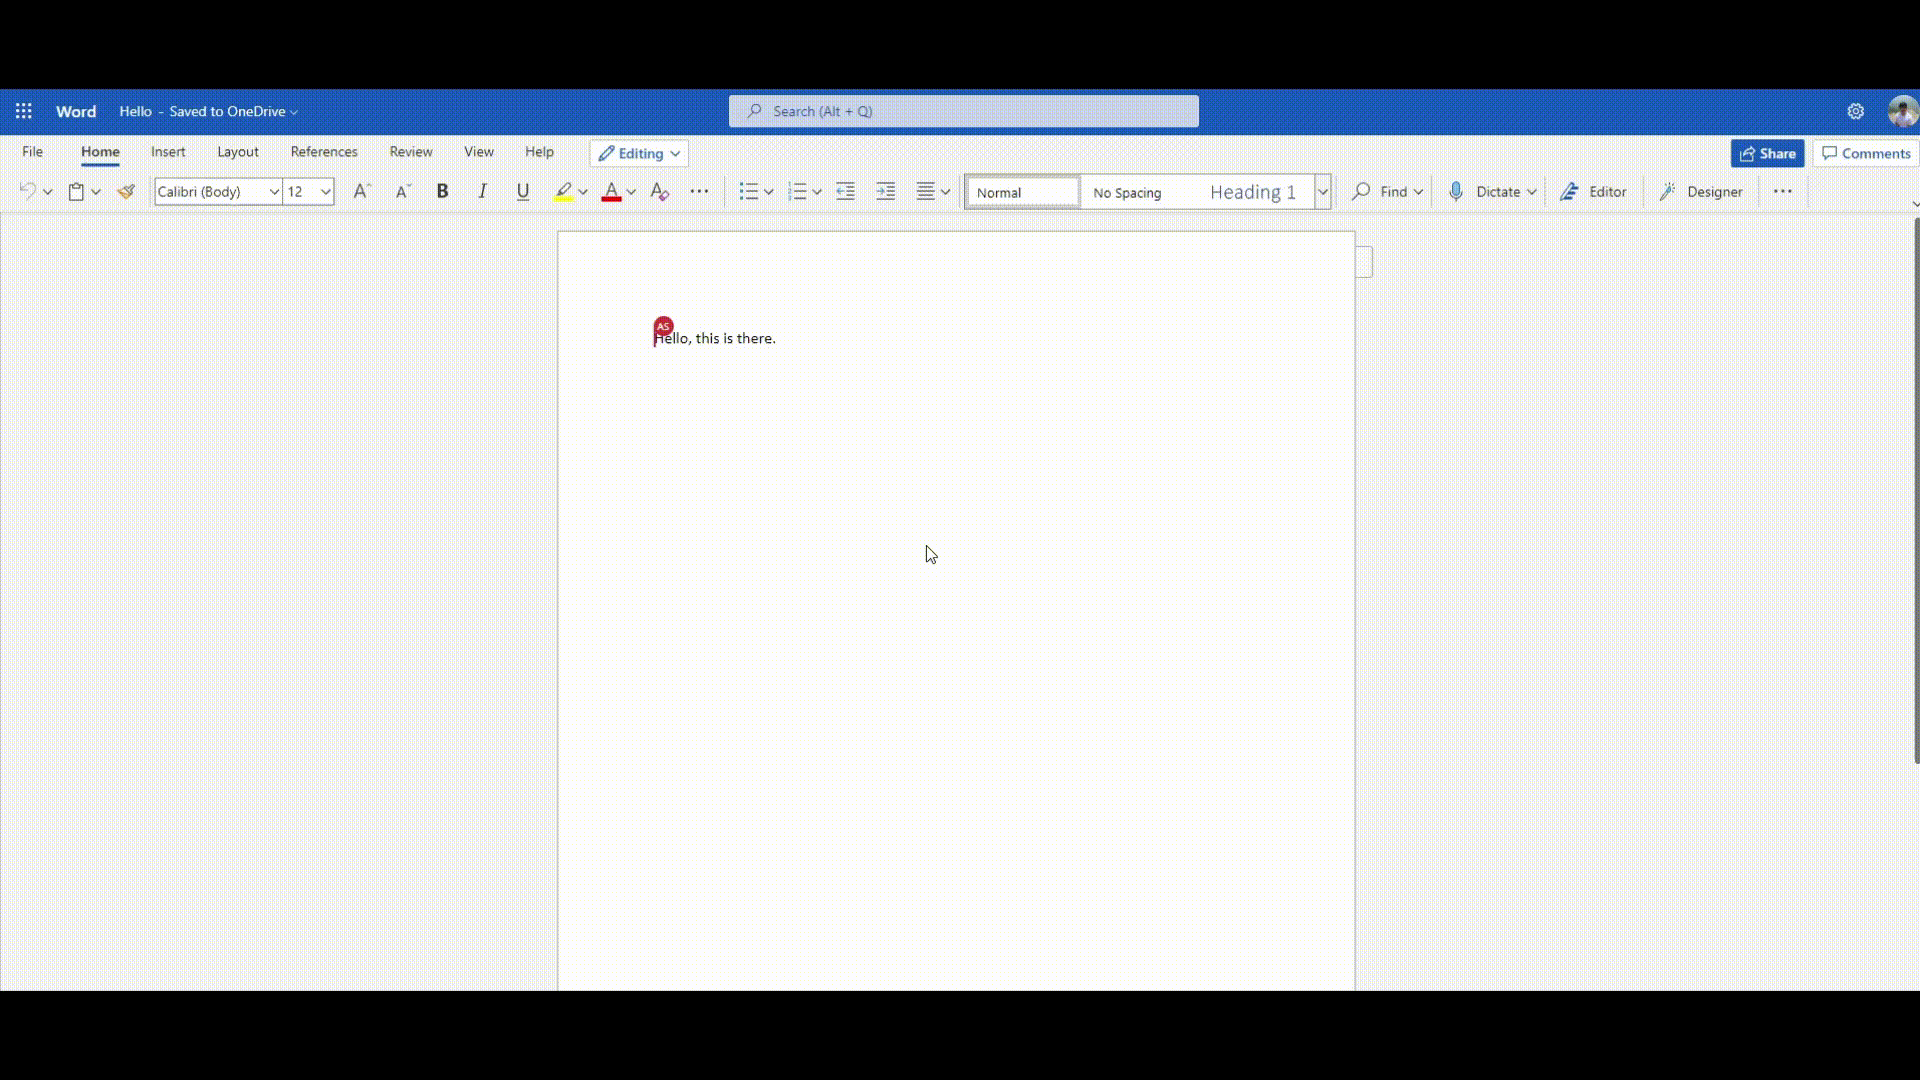 Word Hello - Saved to OneDrive Search (Alt + Q)
File Home Insert Layout References Review View Help Editing Share Comments
Calibri (Body) 12 A A B I U A A Normal No Spacing Heading 1 Find Dictate Editor Designer
AS
Hello, this is there.